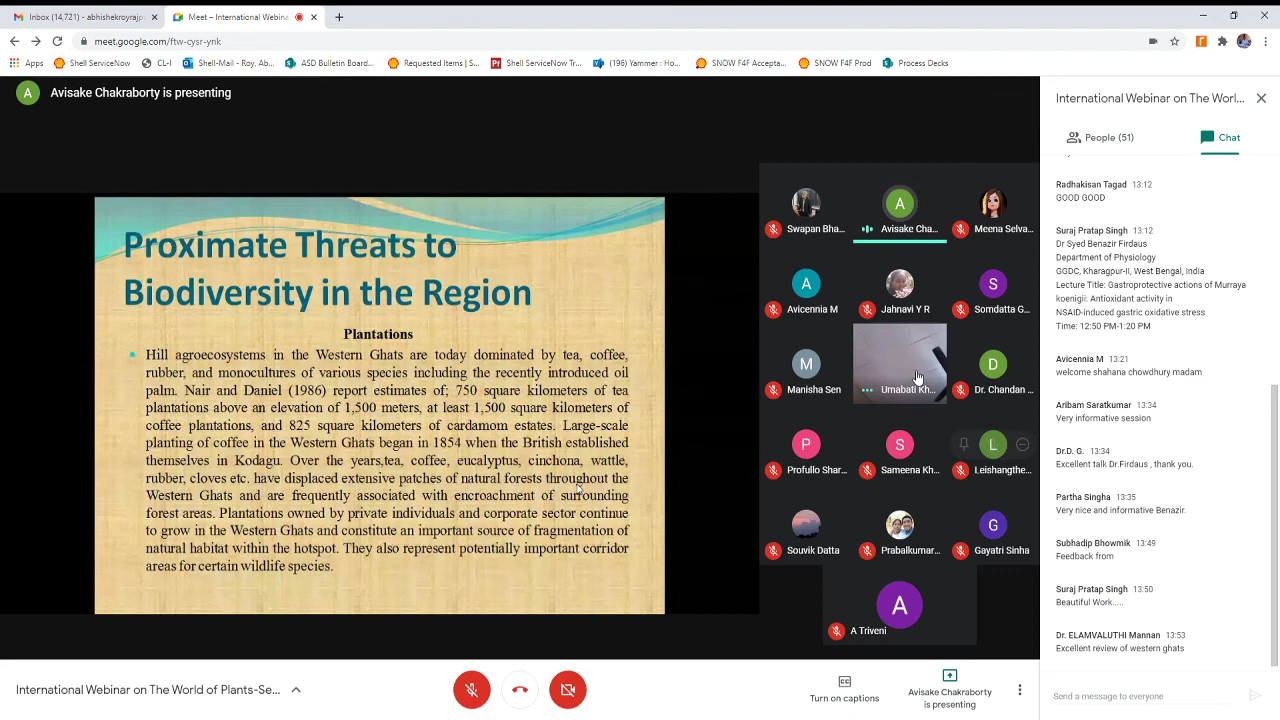 Inbox (14,721) - abhishekroyrajp
Meet – International Webina
meet.google.com/ftw-cysr-ynk
Apps
Shell ServiceNow
CL-I
Shell-Mail - Roy, Ab...
ASD Bulletin Board...
Requested Items | S...
Shell ServiceNow Tr...
(196) Yammer : Ho...
SNOW F4F Accepta...
SNOW F4F Prod
Process Decks
A
Avisake Chakraborty is presenting
Proximate Threats to
Biodiversity in the Region
Plantations
Hill agroecosystems in the Western Ghats are today dominated by tea, coffee,
rubber, and monocultures of various species including the recently introduced oil
palm. Nair and Daniel (1986) report estimates of; 750 square kilometers of tea
plantations above an elevation of 1,500 meters, at least 1,500 square kilometers of
coffee plantations, and 825 square kilometers of cardamom estates. Large-scale
planting of coffee in the Western Ghats began in 1854 when the British established
themselves in Kodagu. Over the years,tea, coffee, eucalyptus, cinchona, wattle,
rubber, cloves etc. have displaced extensive patches of natural forests throughout the
Western Ghats and are frequently associated with encroachment of surrounding
forest areas. Plantations owned by private individuals and corporate sector continue
to grow in the Western Ghats and constitute an important source of fragmentation of
natural habitat within the hotspot. They also represent potentially important corridor
areas for certain wildlife species.
Swapan Bha...
A
Avisake Cha...
Meena Selva...
A
Avicennia M
Jahnavi Y R
S
Somdatta G...
M
Manisha Sen
Umabati Kh...
D
Dr. Chandan ...
P
Profullo Shar...
S
Sameena Kh...
L
Leishangthe...
Souvik Datta
Prabalkumar...
G
Gayatri Sinha
A
A Triveni
International Webinar on The Worl...
People (51)
Chat
Radhakisan Tagad 13:12
GOOD GOOD
Suraj Pratap Singh 13:12
Dr Syed Benazir Firdaus
Department of Physiology
GGDC, Kharagpur-II, West Bengal, India
Lecture Title: Gastroprotective actions of Murraya
koenigii: Antioxidant activity in
NSAID-induced gastric oxidative stress
Time: 12:50 PM-1:20 PM
Avicennia M 13:21
welcome shahana chowdhury madam
Aribam Saratkumar 13:34
Very informative session
Dr.D. G. 13:34
Excellent talk Dr.Firdaus , thank you.
Partha Singha 13:35
Very nice and informative Benazir.
Subhadip Bhowmik 13:49
Feedback from
Suraj Pratap Singh 13:50
Beautiful Work.....
Dr. ELAMVALUTHI Mannan 13:53
Excellent review of western ghats
Send a message to everyone
International Webinar on The World of Plants-Se...
Turn on captions
Avisake Chakraborty
is presenting